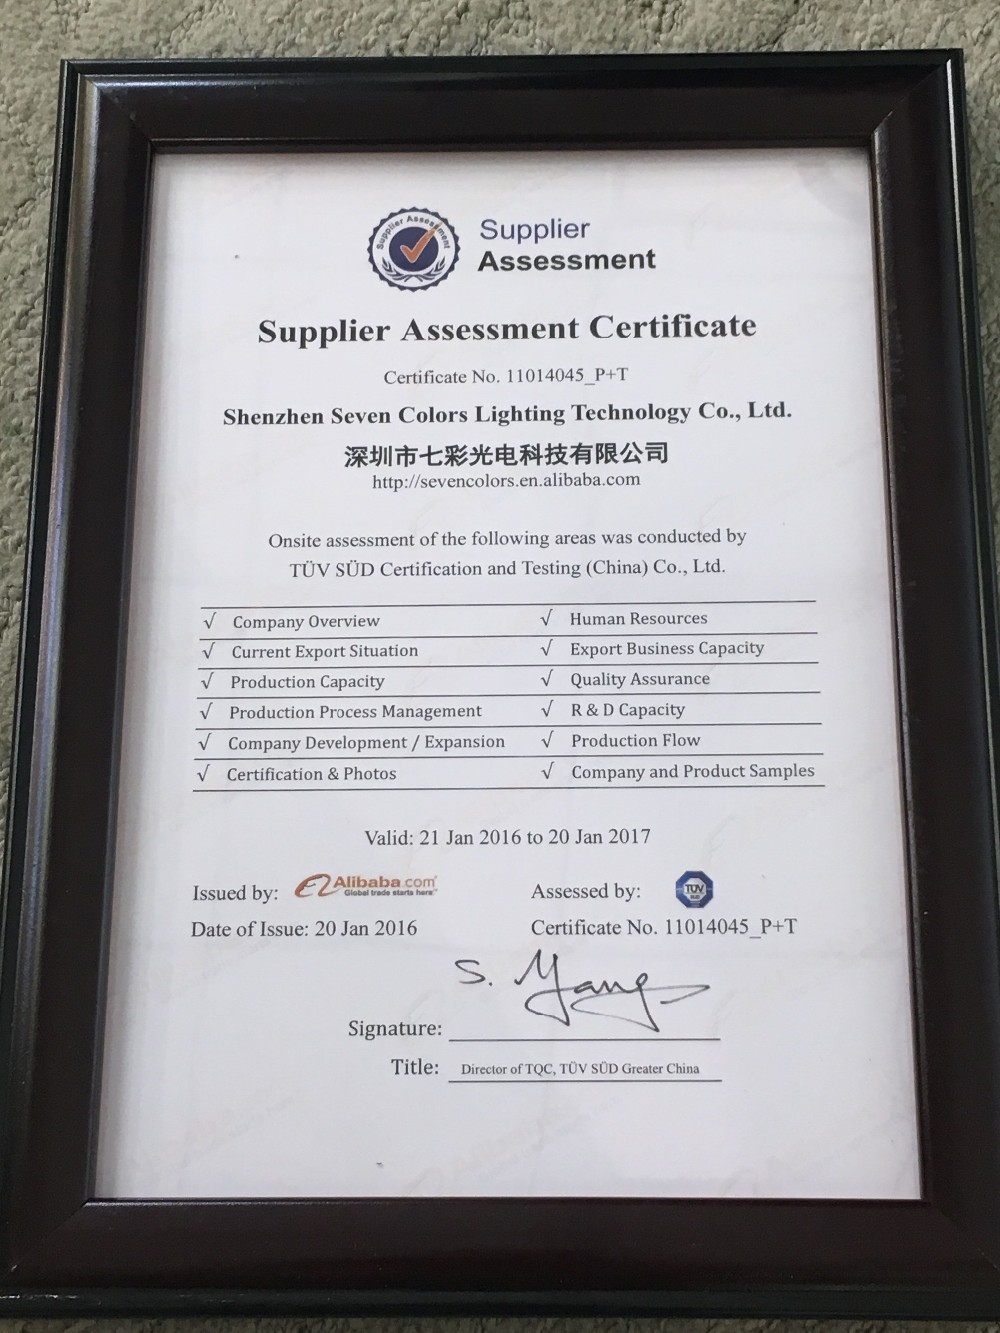 Supplier Assessment
Supplier
Assessment
Supplier Assessment Certificate
Certificate No. 11014045_P+T
Shenzhen Seven Colors Lighting Technology Co., Ltd.
深圳市七彩光电科技有限公司
http://sevencolors.en.alibaba.com
Onsite assessment of the following areas was conducted by
TÜV SÜD Certification and Testing (China) Co., Ltd.
√ Company Overview √ Human Resources
√ Current Export Situation √ Export Business Capacity
√ Production Capacity √ Quality Assurance
√ Production Process Management √ R & D Capacity
√ Company Development / Expansion √ Production Flow
√ Certification & Photos √ Company and Product Samples
Valid: 21 Jan 2016 to 20 Jan 2017
Issued by: Alibaba.com Assessed by: TÜV
Global trade starts here™ SÜD
Date of Issue: 20 Jan 2016 Certificate No. 11014045_P+T
S. Yang
Signature:
Title: Director of TQC, TÜV SÜD Greater China